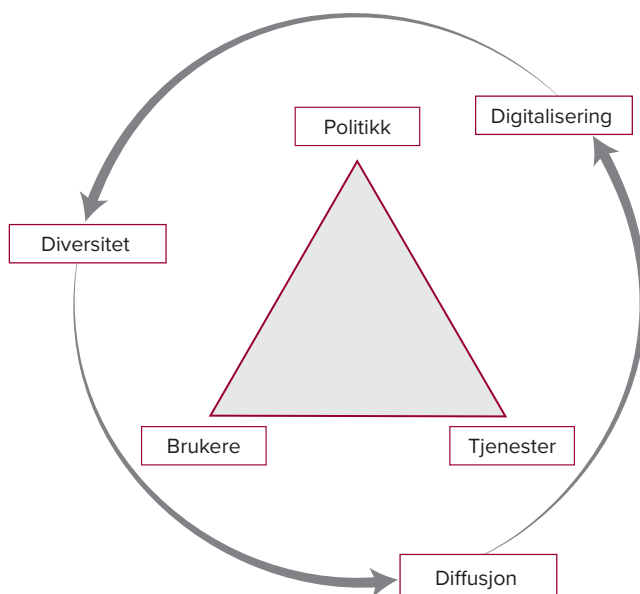 Digitalisering
Politikk
Diversitet
Brukere
Tjenester
Diffusjon